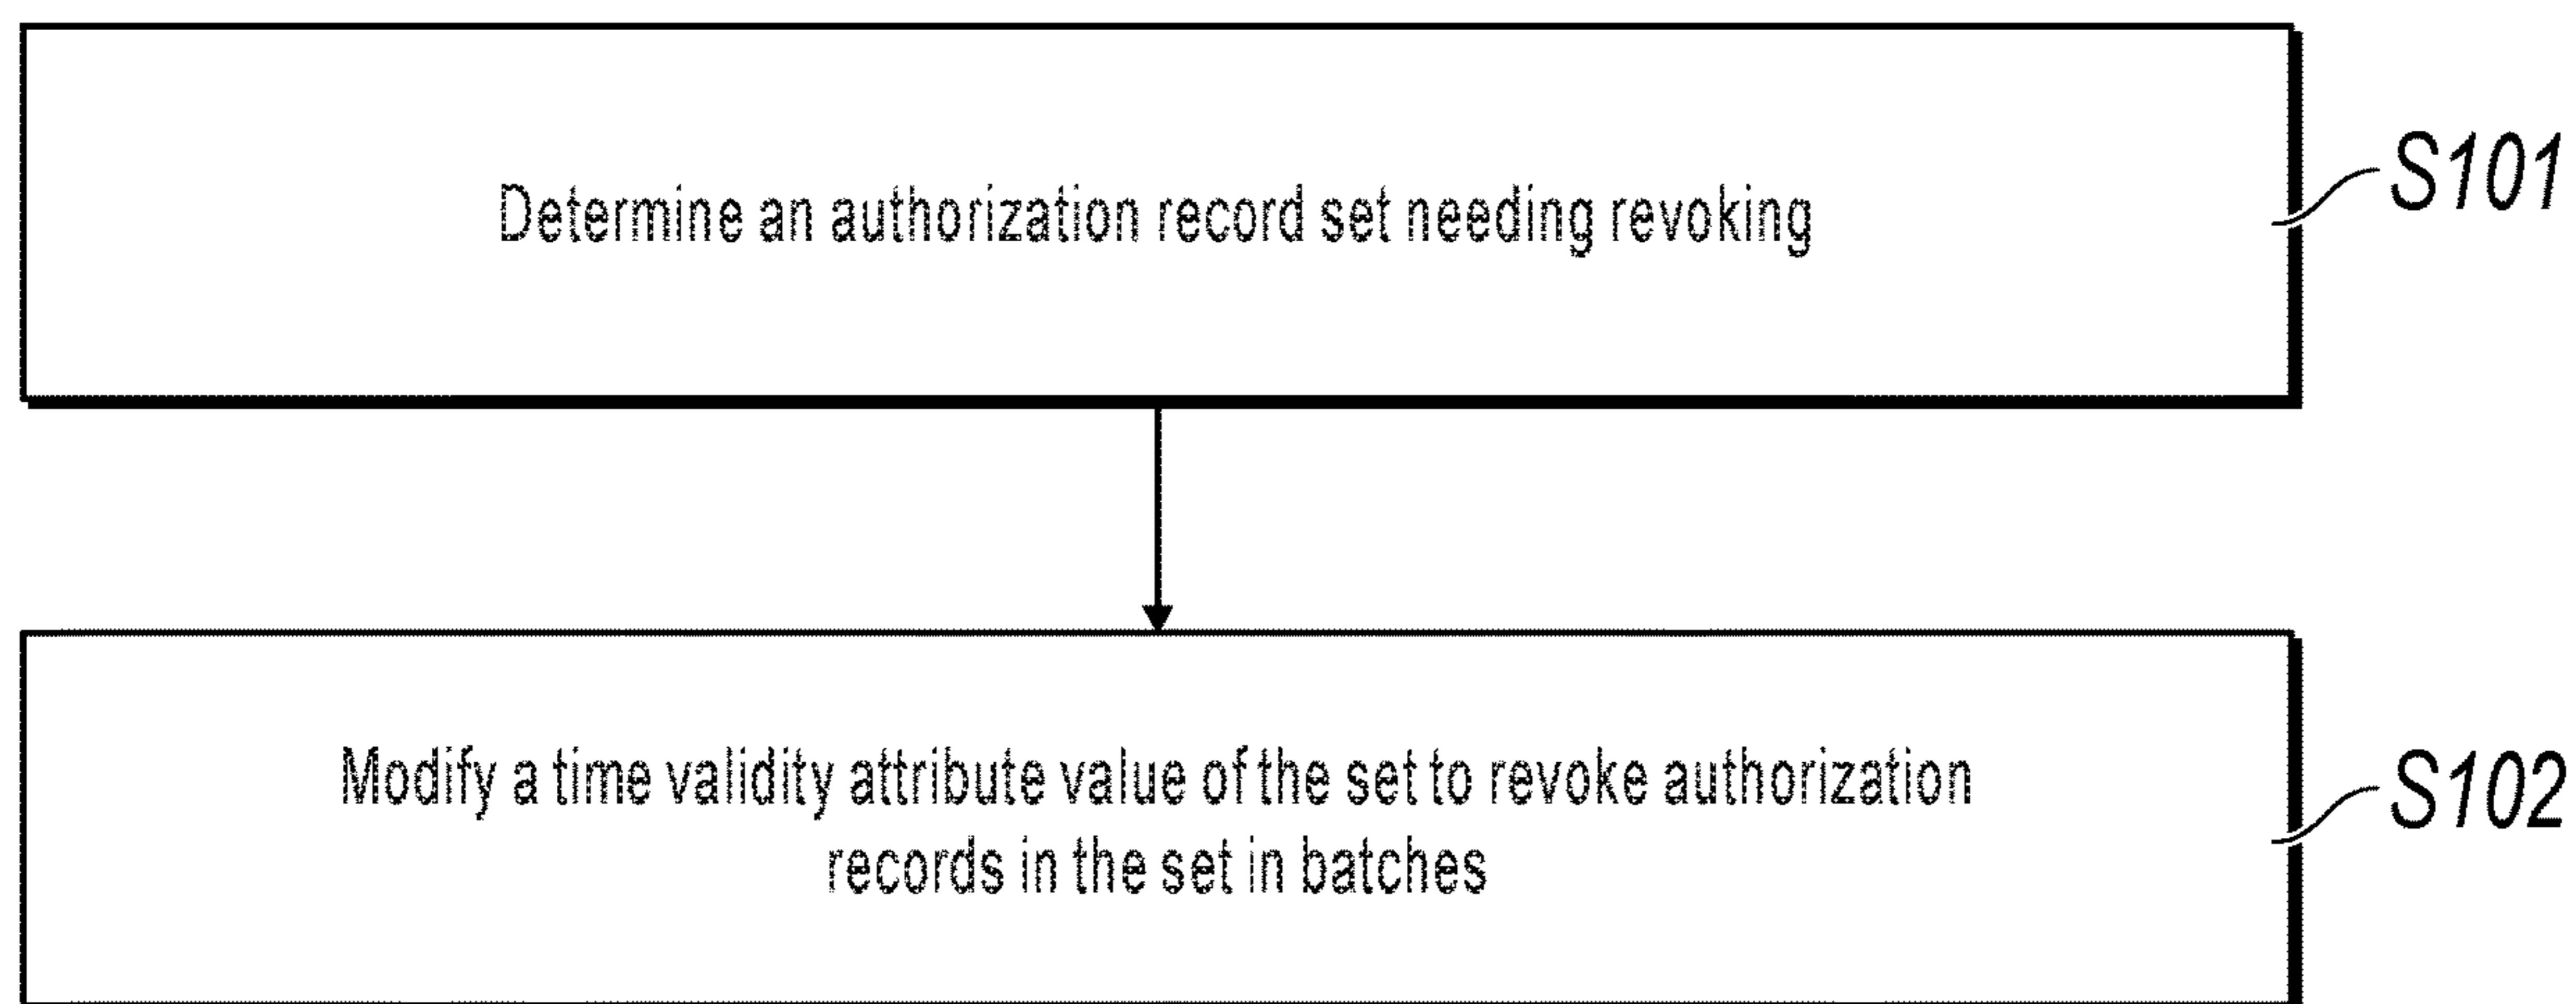 Determine an authorization record set needing revoking
S101
Modify a time validity attribute value of the set to revoke authorization
records in the set in batches
S102